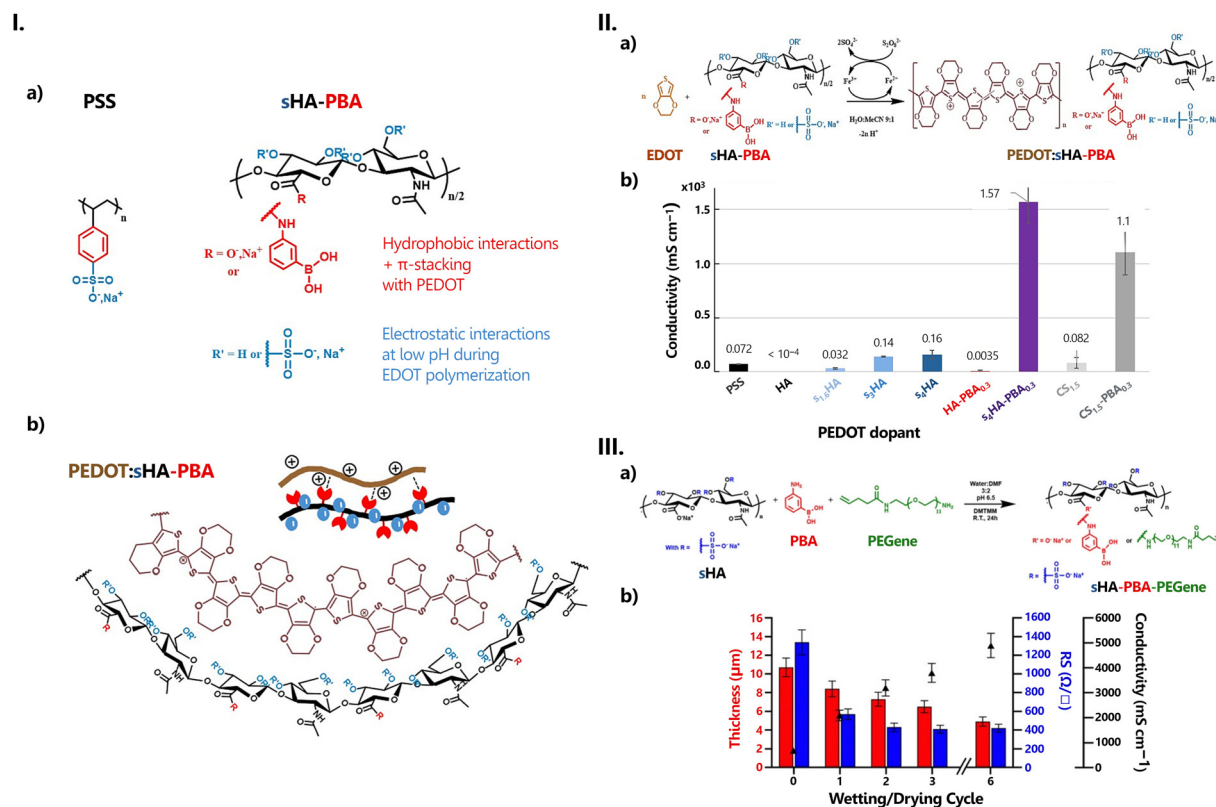 I.
a)
PSS
sHA-PBA
OR'
R'O
R'O
R'O
O
R
NH
O
n/2
n
NH
R = O⁻,Na⁺
or
B
OH
OH
Hydrophobic interactions
+ π-stacking
with PEDOT
O=S=O
O⁻,Na⁺
R' = H or
O
S
O
O⁻, Na⁺
Electrostatic interactions
at low pH during
EDOT polymerization
b)
PEDOT:sHA-PBA
II.
a)
2SO₄²⁻
S₂O₈²⁻
Fe³⁺
Fe²⁺
H₂O:MeCN 9:1
-2n H⁺
n
+
R = O⁻,Na⁺
or
R' = H or
O⁻, Na⁺
n/2
EDOT
sHA-PBA
PEDOT:sHA-PBA
b)
x10³
Conductivity (mS cm⁻¹)
1.5
1.0
0.5
0.0
0.072
< 10⁻⁴
0.032
0.14
0.16
0.0035
1.57
0.082
1.1
PSS
HA
s₁.₆HA
s₃HA
s₄HA
HA-PBA₀.₃
s₄HA-PBA₀.₃
CS₁.₅
CS₁.₅-PBA₀.₃
PEDOT dopant
III.
a)
With R =
sHA
+
PBA
+
PEGene
Water:DMF
3:2
pH 6.5
DMTMM
R.T., 24h
R' = O⁻ Na⁺ or
or
R =
sHA-PBA-PEGene
b)
Thickness (μm)
16
14
12
10
8
6
4
2
0
1600
1400
1200
1000
800
600
400
200
0
RS (Ω/□)
6000
5000
4000
3000
2000
1000
0
Conductivity (mS cm⁻¹)
0
1
2
3
6
Wetting/Drying Cycle